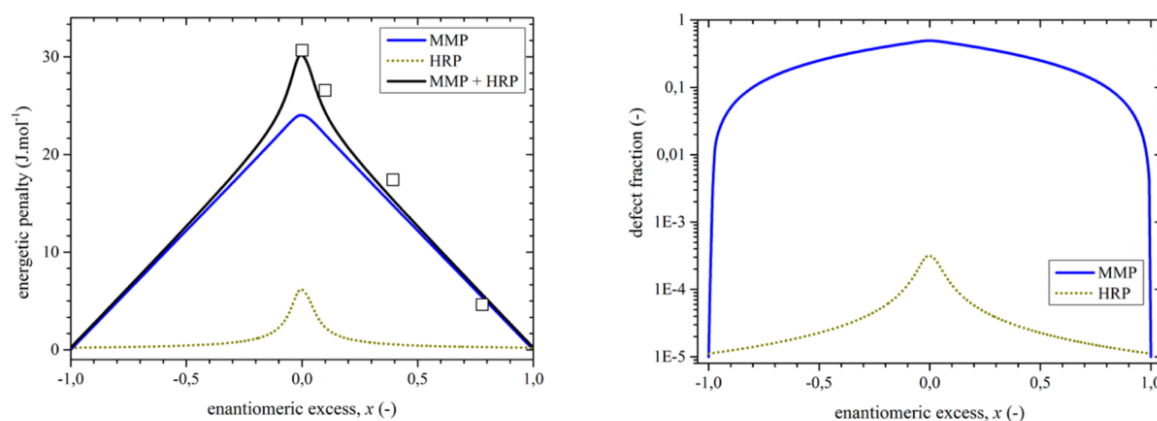 energetic penalty (J.mol⁻¹)
30
20
10
0
-1,0
-0,5
0,0
0,5
1,0
enantiomeric excess, x (-)
MMP
HRP
MMP + HRP
defect fraction (-)
1
0,1
0,01
1E-3
1E-4
1E-5
-1,0
-0,5
0,0
0,5
1,0
enantiomeric excess, x (-)
MMP
HRP